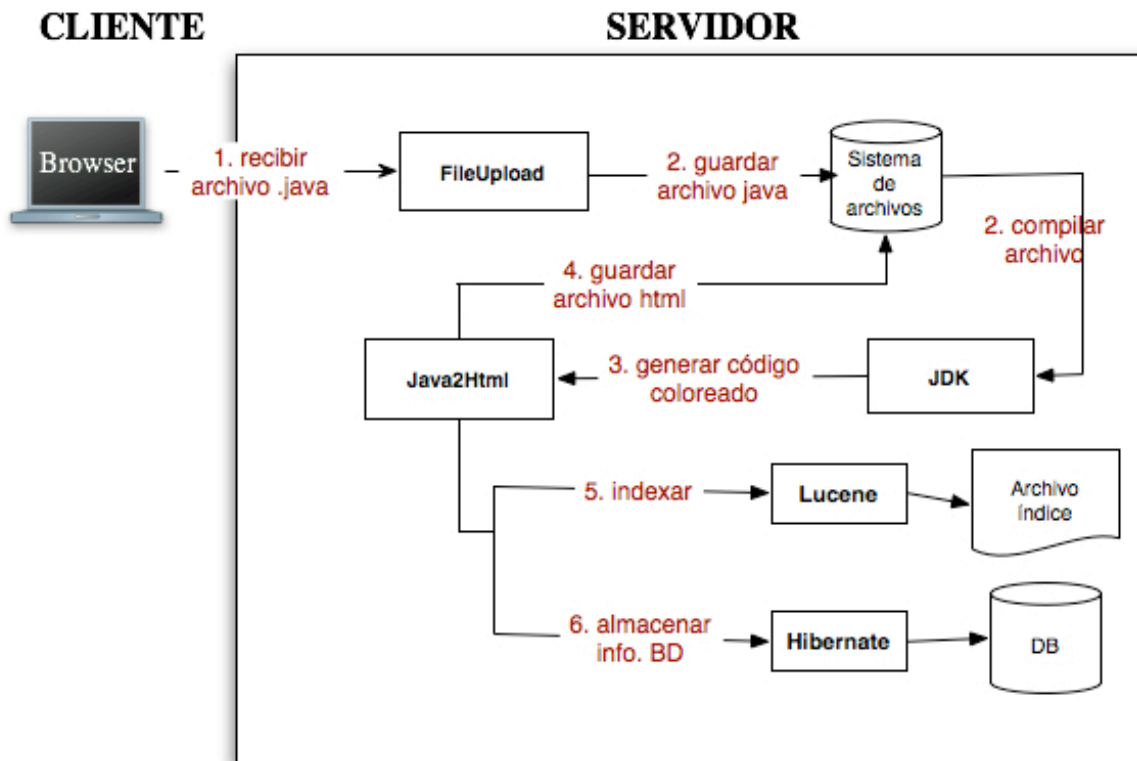 CLIENTE
SERVIDOR
Browser
1. recibir
archivo .java
FileUpload
2. guardar
archivo java
Sistema
de
archivos
2. compilar
archivo
4. guardar
archivo html
Java2Html
3. generar código
coloreado
JDK
5. indexar
Lucene
Archivo
índice
6. almacenar
info. BD
Hibernate
DB